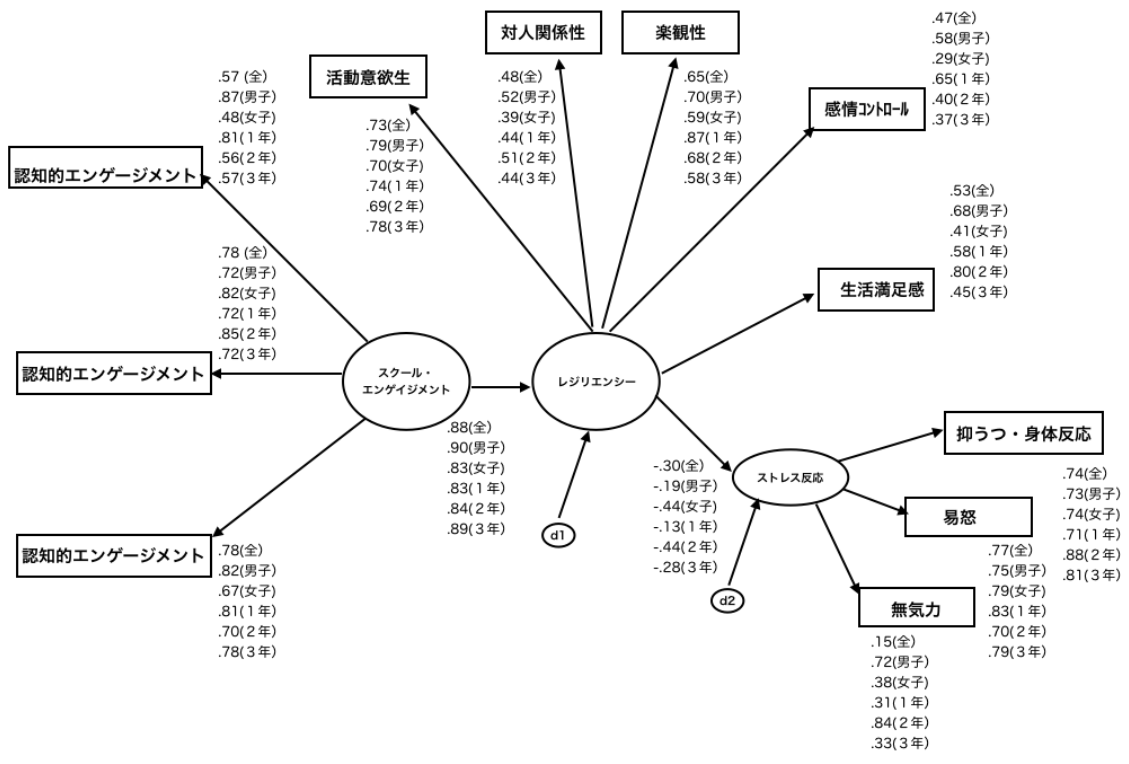 対人関係性
楽観性
活動意欲生
感情コントロール
.47(全)
.58(男子)
.29(女子)
.65(1年)
.40(2年)
.37(3年)
.57 (全)
.87(男子)
.48(女子)
.81(1年)
.56(2年)
.57(3年)
.73(全)
.79(男子)
.70(女子)
.74(1年)
.69(2年)
.78(3年)
.48(全)
.52(男子)
.39(女子)
.44(1年)
.51(2年)
.44(3年)
.65(全)
.70(男子)
.59(女子)
.87(1年)
.68(2年)
.58(3年)
認知的エンゲージメント
.53(全)
.68(男子)
.41(女子)
.58(1年)
.80(2年)
.45(3年)
生活満足感
.78 (全)
.72(男子)
.82(女子)
.72(1年)
.85(2年)
.72(3年)
認知的エンゲージメント
スクール・
エンゲイジメント
レジリエンシー
.88(全)
.90(男子)
.83(女子)
.83(1年)
.84(2年)
.89(3年)
d1
-.30(全)
-.19(男子)
-.44(女子)
-.13(1年)
-.44(2年)
-.28(3年)
d2
ストレス反応
抑うつ・身体反応
.74(全)
.73(男子)
.74(女子)
.71(1年)
.88(2年)
.81(3年)
易怒
.77(全)
.75(男子)
.79(女子)
.83(1年)
.70(2年)
.79(3年)
無気力
.15(全)
.72(男子)
.38(女子)
.31(1年)
.84(2年)
.33(3年)
認知的エンゲージメント
.78(全)
.82(男子)
.67(女子)
.81(1年)
.70(2年)
.78(3年)